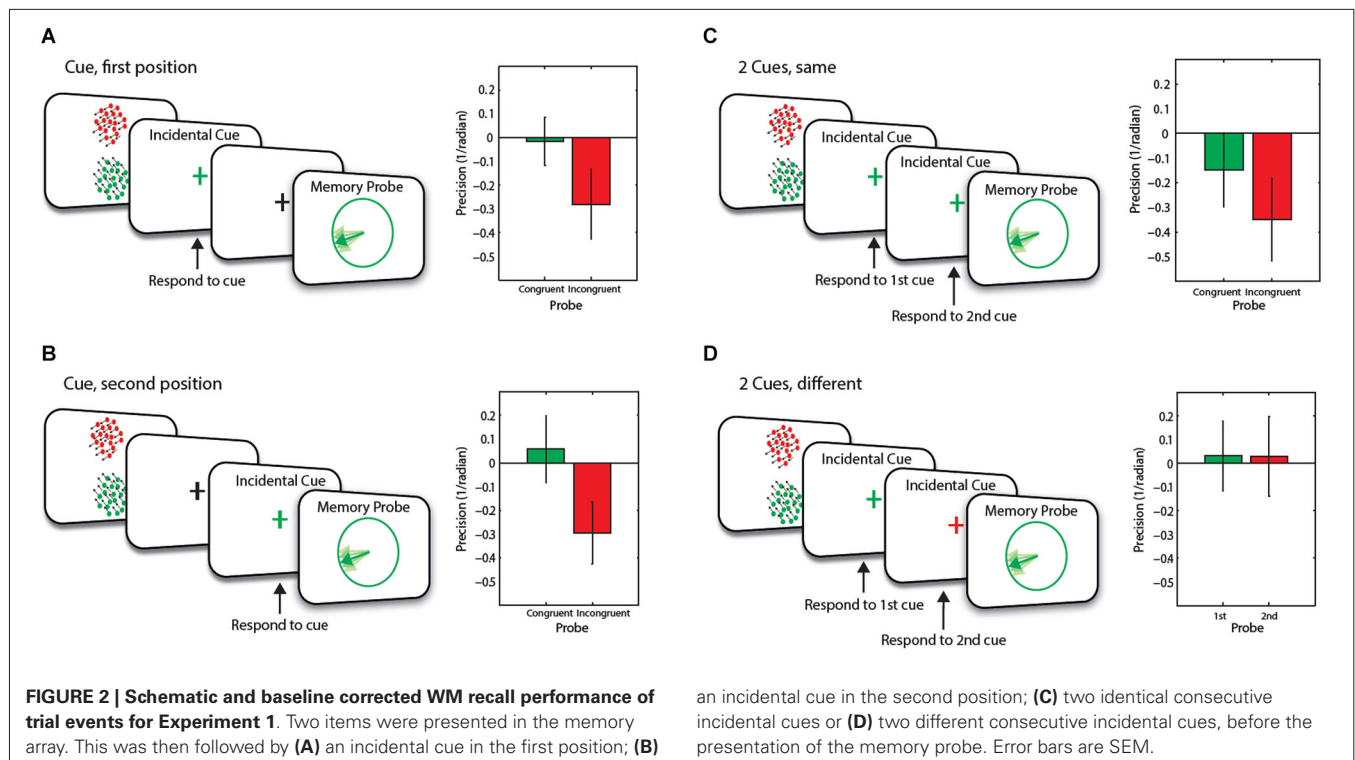 A
Cue, first position
Incidental Cue
+
+
Memory Probe
Respond to cue
Precision (1/radian)
0.2
0.1
0
−0.1
−0.2
−0.3
−0.4
−0.5
Congruent Incongruent
Probe
B
Cue, second position
+
Incidental Cue
+
Memory Probe
Respond to cue
Precision (1/radian)
0.2
0.1
0
−0.1
−0.2
−0.3
−0.4
−0.5
Congruent Incongruent
Probe
C
2 Cues, same
Incidental Cue
+
Incidental Cue
+
Memory Probe
Respond to 1st cue
Respond to 2nd cue
Precision (1/radian)
0.2
0.1
0
−0.1
−0.2
−0.3
−0.4
−0.5
Congruent Incongruent
Probe
D
2 Cues, different
Incidental Cue
+
Incidental Cue
+
Memory Probe
Respond to 1st cue
Respond to 2nd cue
Precision (1/radian)
0.2
0.1
0
−0.1
−0.2
−0.3
−0.4
−0.5
1st 2nd
Probe
FIGURE 2 | Schematic and baseline corrected WM recall performance of
trial events for Experiment 1. Two items were presented in the memory
array. This was then followed by (A) an incidental cue in the first position; (B)
an incidental cue in the second position; (C) two identical consecutive
incidental cues or (D) two different consecutive incidental cues, before the
presentation of the memory probe. Error bars are SEM.